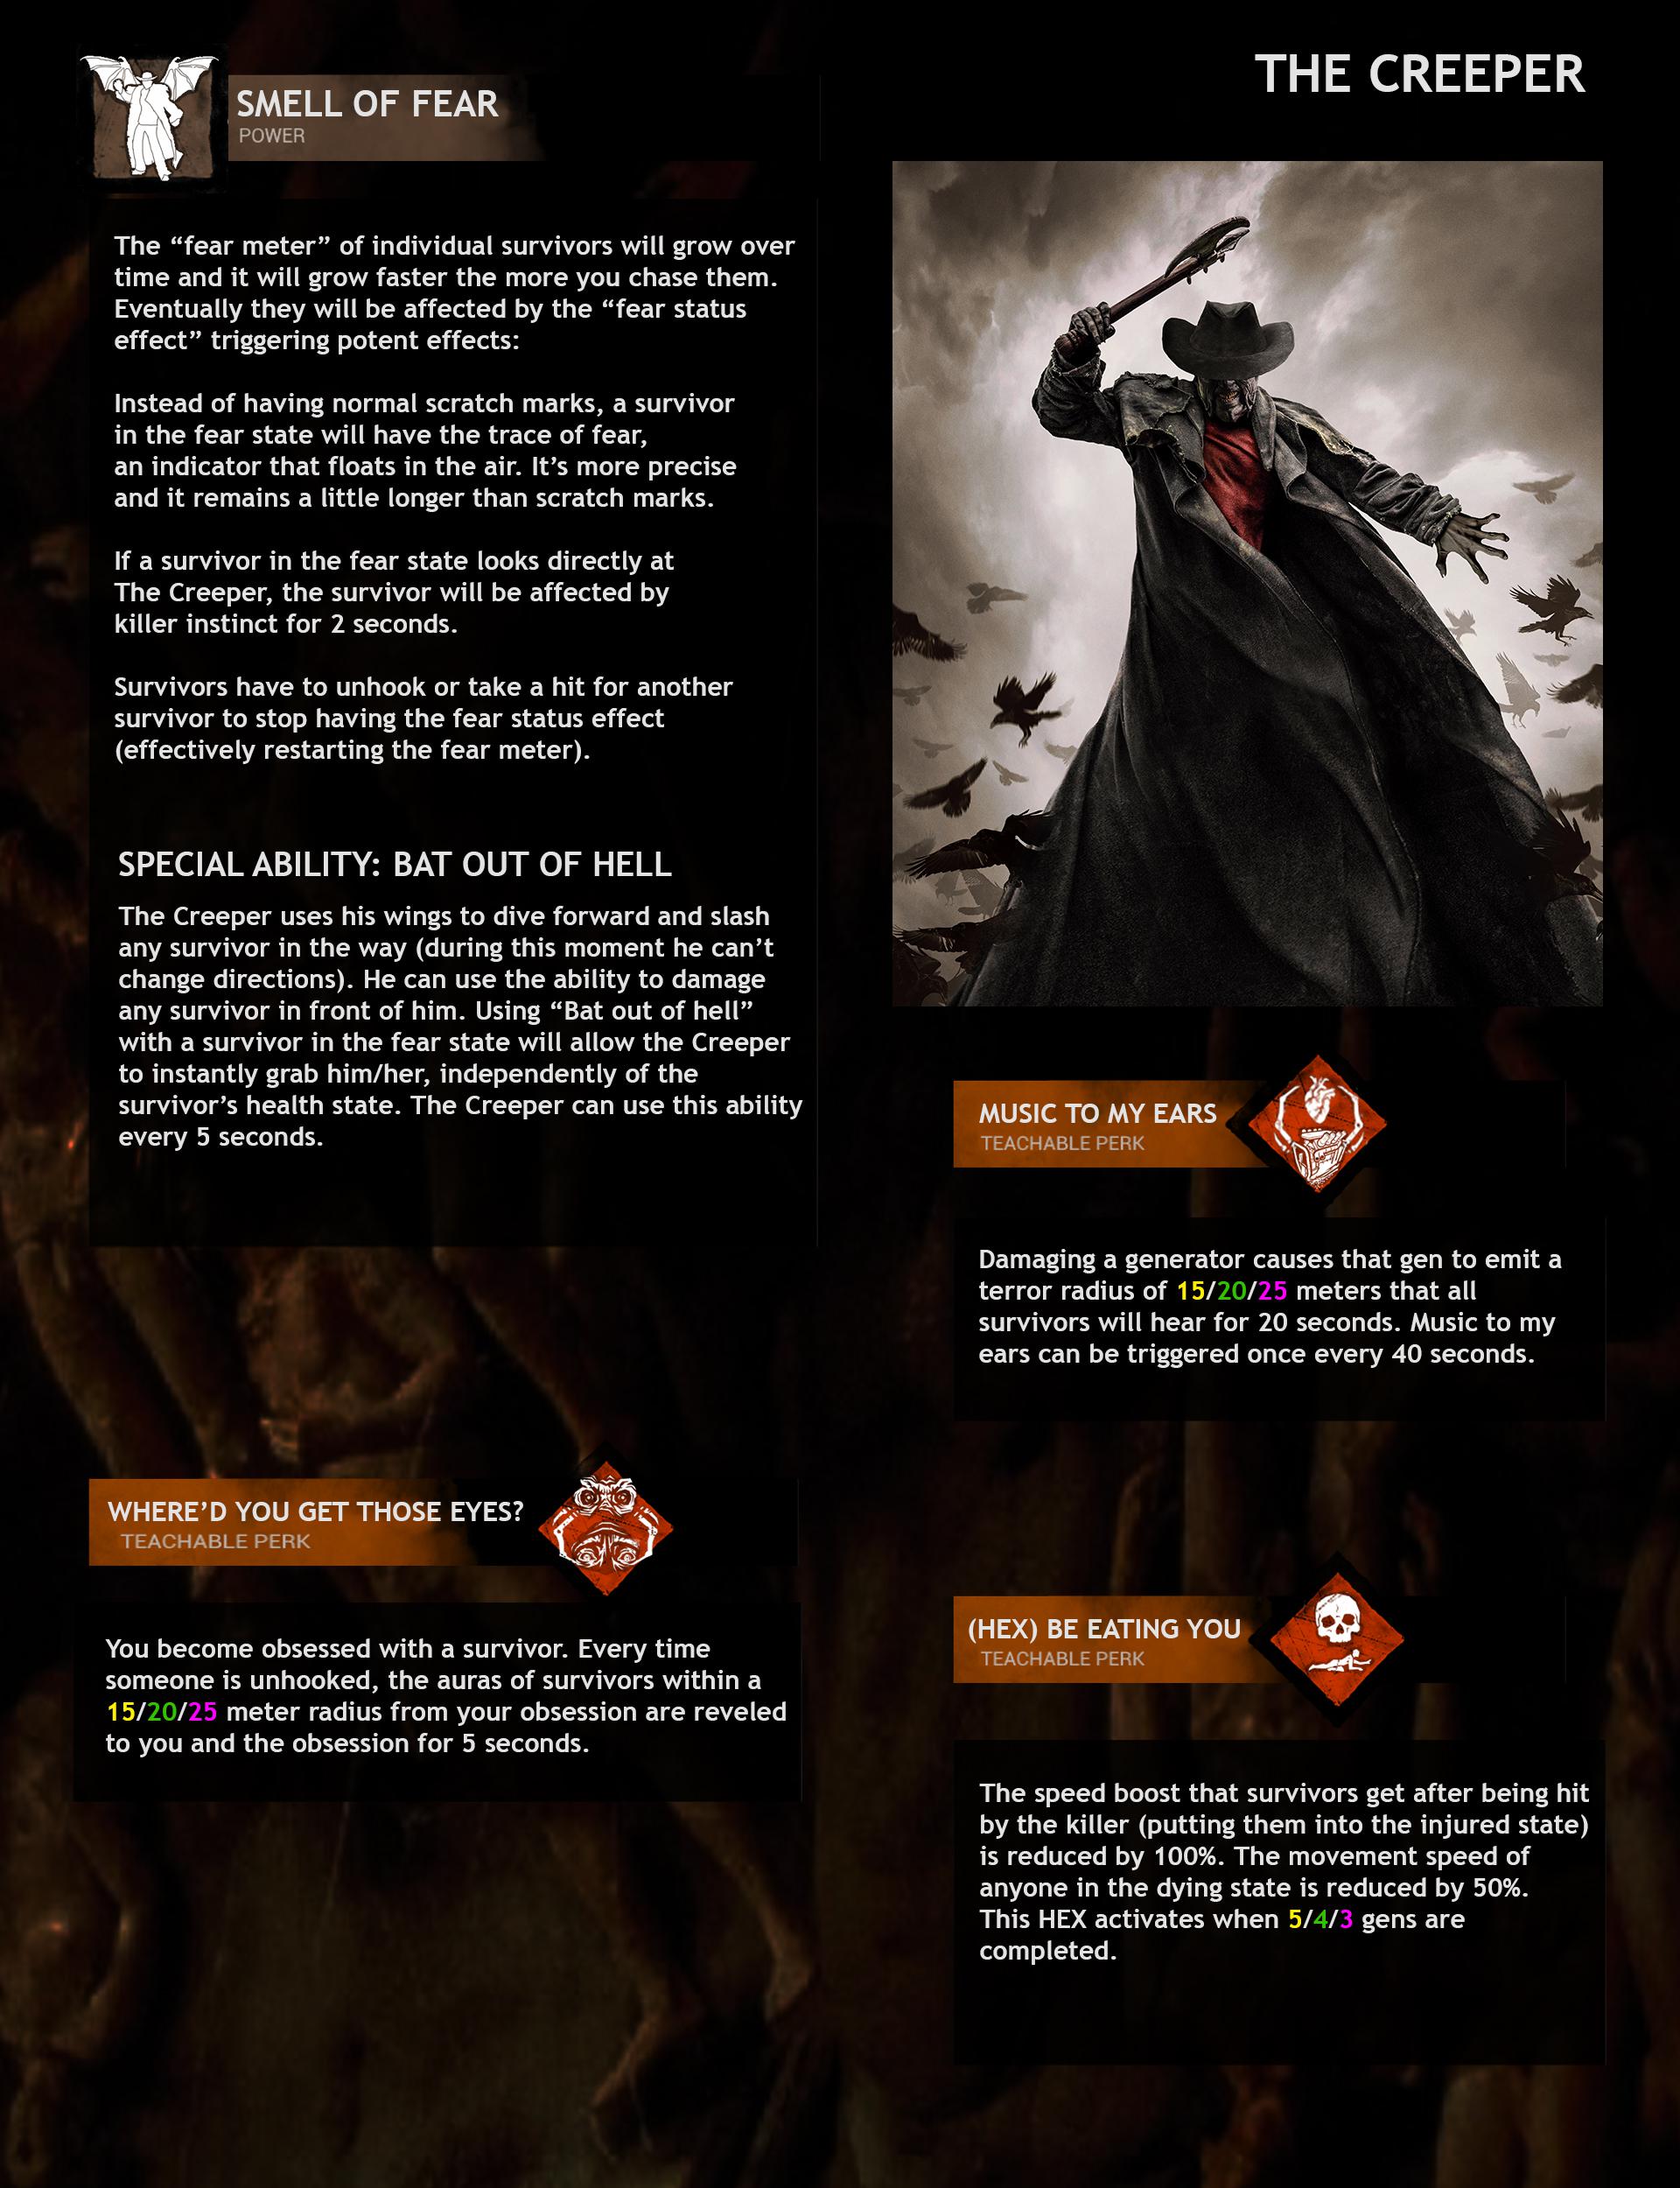 THE CREEPER
SMELL OF FEAR
POWER
The “fear meter” of individual survivors will grow over
time and it will grow faster the more you chase them.
Eventually they will be affected by the “fear status
effect” triggering potent effects:
Instead of having normal scratch marks, a survivor
in the fear state will have the trace of fear,
an indicator that floats in the air. It’s more precise
and it remains a little longer than scratch marks.
If a survivor in the fear state looks directly at
The Creeper, the survivor will be affected by
killer instinct for 2 seconds.
Survivors have to unhook or take a hit for another
survivor to stop having the fear status effect
(effectively restarting the fear meter).
SPECIAL ABILITY: BAT OUT OF HELL
The Creeper uses his wings to dive forward and slash
any survivor in the way (during this moment he can’t
change directions). He can use the ability to damage
any survivor in front of him. Using “Bat out of hell”
with a survivor in the fear state will allow the Creeper
to instantly grab him/her, independently of the
survivor’s health state. The Creeper can use this ability
every 5 seconds.
MUSIC TO MY EARS
TEACHABLE PERK
Damaging a generator causes that gen to emit a
terror radius of 15/20/25 meters that all
survivors will hear for 20 seconds. Music to my
ears can be triggered once every 40 seconds.
WHERE’D YOU GET THOSE EYES?
TEACHABLE PERK
You become obsessed with a survivor. Every time
someone is unhooked, the auras of survivors within a
15/20/25 meter radius from your obsession are reveled
to you and the obsession for 5 seconds.
(HEX) BE EATING YOU
TEACHABLE PERK
The speed boost that survivors get after being hit
by the killer (putting them into the injured state)
is reduced by 100%. The movement speed of
anyone in the dying state is reduced by 50%.
This HEX activates when 5/4/3 gens are
completed.